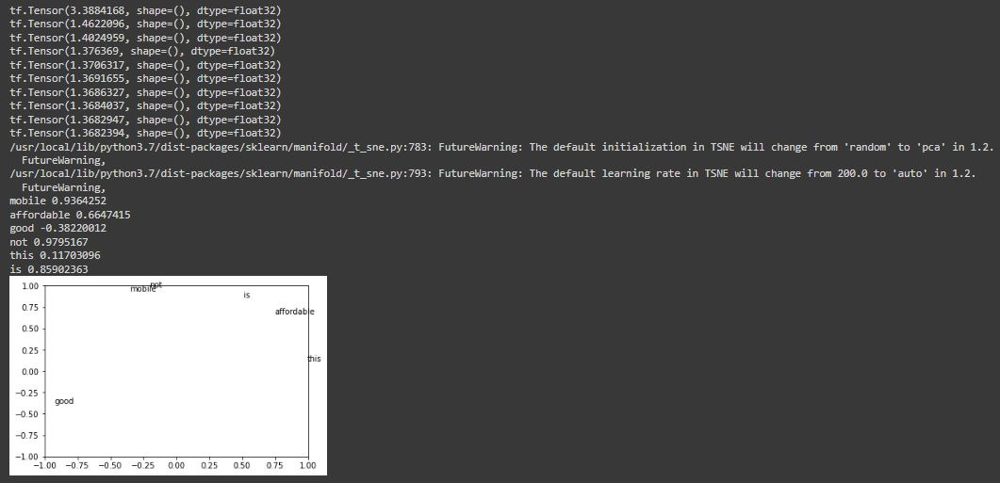 tf.Tensor(3.3884168, shape=(), dtype=float32)
tf.Tensor(1.4622096, shape=(), dtype=float32)
tf.Tensor(1.4024959, shape=(), dtype=float32)
tf.Tensor(1.376369, shape=(), dtype=float32)
tf.Tensor(1.3706317, shape=(), dtype=float32)
tf.Tensor(1.3691655, shape=(), dtype=float32)
tf.Tensor(1.3686327, shape=(), dtype=float32)
tf.Tensor(1.3684037, shape=(), dtype=float32)
tf.Tensor(1.3682947, shape=(), dtype=float32)
tf.Tensor(1.3682394, shape=(), dtype=float32)
/usr/local/lib/python3.7/dist-packages/sklearn/manifold/_t_sne.py:783: FutureWarning: The default initialization in TSNE will change from 'random' to 'pca' in 1.2.
  FutureWarning,
/usr/local/lib/python3.7/dist-packages/sklearn/manifold/_t_sne.py:793: FutureWarning: The default learning rate in TSNE will change from 200.0 to 'auto' in 1.2.
  FutureWarning,
mobile 0.9364252
affordable 0.6647415
good -0.38220012
not 0.9795167
this 0.11703096
is 0.85902363
1.00
not
mobile
is
0.75
affordable
0.50
0.25
this
0.00
−0.25
good
−0.50
−0.75
−1.00
−1.00 −0.75 −0.50 −0.25 0.00 0.25 0.50 0.75 1.00